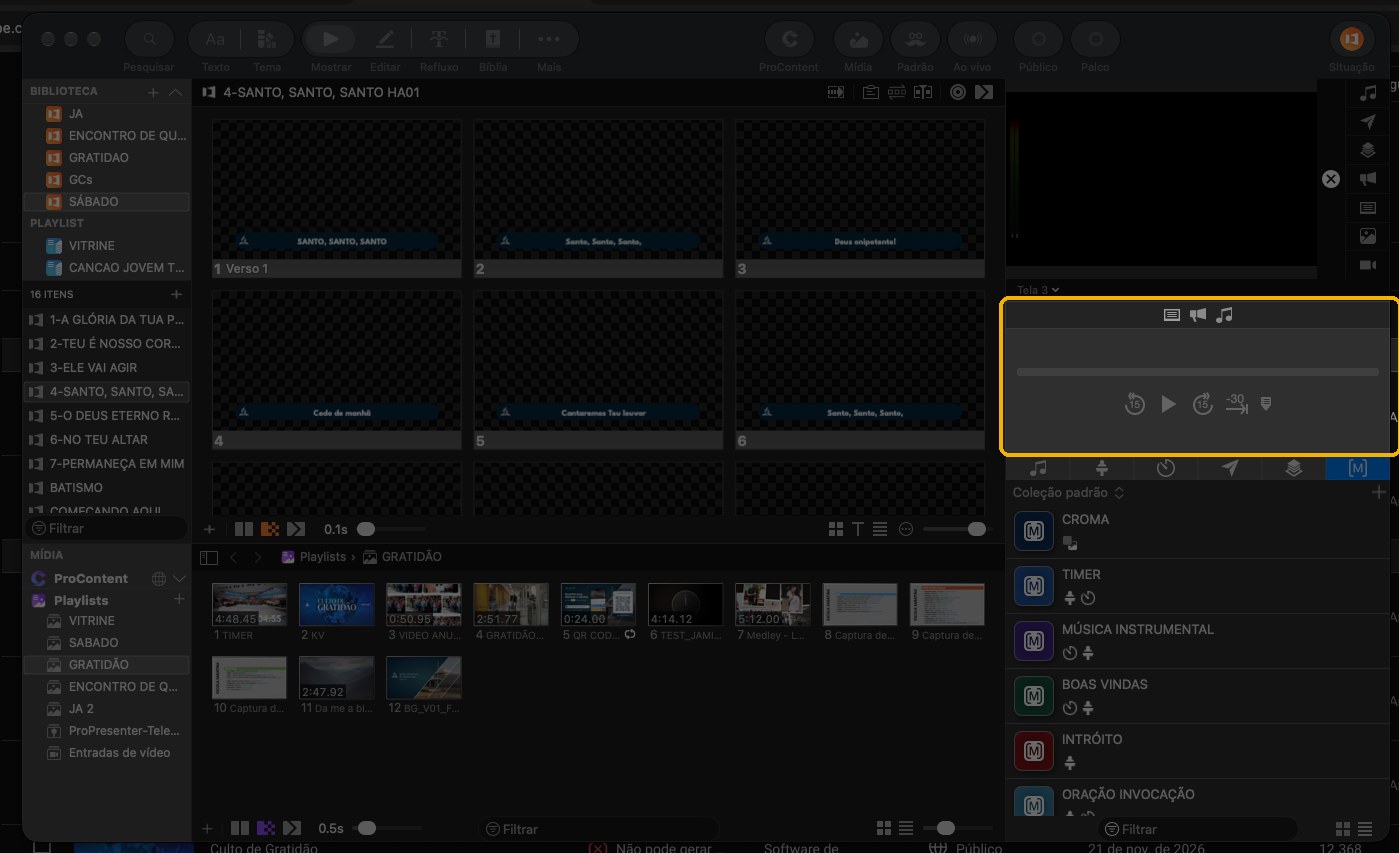 Pesquisar
Aa
Texto
Tema
Mostrar
Editar
Refluxo
Bíblia
Mais
ProContent
Mídia
Padrão
Ao vivo
Público
Palco
Situação
BIBLIOTECA
JA
ENCONTRO DE QU...
GRATIDAO
GCs
SÁBADO
PLAYLIST
VITRINE
CANCAO JOVEM T...
16 ITENS
1-A GLÓRIA DA TUA P...
2-TEU É NOSSO COR...
3-ELE VAI AGIR
4-SANTO, SANTO, SA...
5-O DEUS ETERNO R...
6-NO TEU ALTAR
7-PERMANEÇA EM MIM
BATISMO
COMEÇANDO AQUI
Filtrar
MÍDIA
ProContent
Playlists
VITRINE
SABADO
GRATIDÃO
ENCONTRO DE Q...
JA 2
ProPresenter-Tele...
Entradas de vídeo
4-SANTO, SANTO, SANTO HA01
SANTO, SANTO, SANTO
1 Verso 1
Santo, Santo, Santo,
2
Deus onipotente!
3
Cedo de manhã
4
Cantaremos Teu louvor
5
Santo, Santo, Santo,
6
0.1s
Playlists › GRATIDÃO
4:48.45
04:55
1 TIMER
GRATIDÃO
2 KV
0:50.95
3 VIDEO ANU...
2:51.77
4 GRATIDÃO...
0:24.00
5 QR COD...
4:14.12
6 TEST_JAMI...
5:12.00
7 Medley - L...
8 Captura de...
9 Captura de...
10 Captura d...
2:47.92
11 Da me a bl...
12 BG_V01_F...
0.5s
Filtrar
Tela 3
15
15
-30
Coleção padrão
CROMA
TIMER
MÚSICA INSTRUMENTAL
BOAS VINDAS
INTRÓITO
ORAÇÃO INVOCAÇÃO
Filtrar
Culto de Gratidão
Não pode gerar
Software de
Público
21 de nov. de 2026
12.368